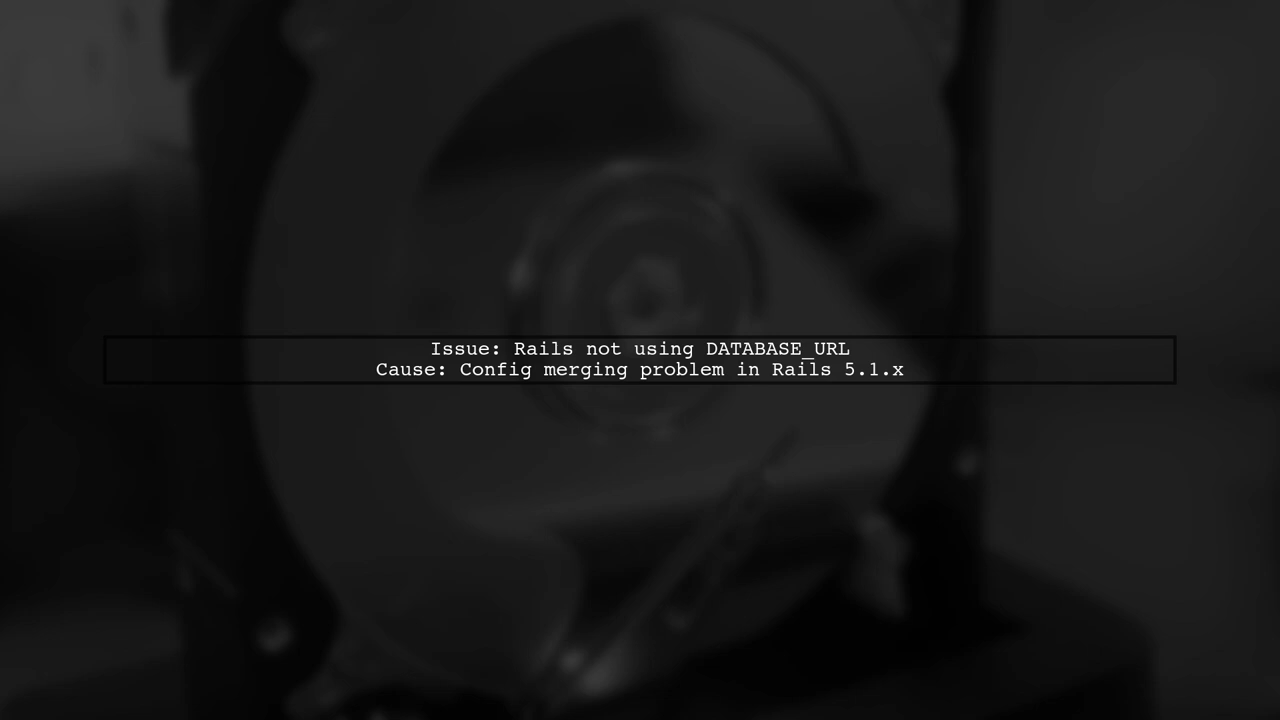 Issue: Rails not using DATABASE_URL
Cause: Config merging problem in Rails 5.1.x